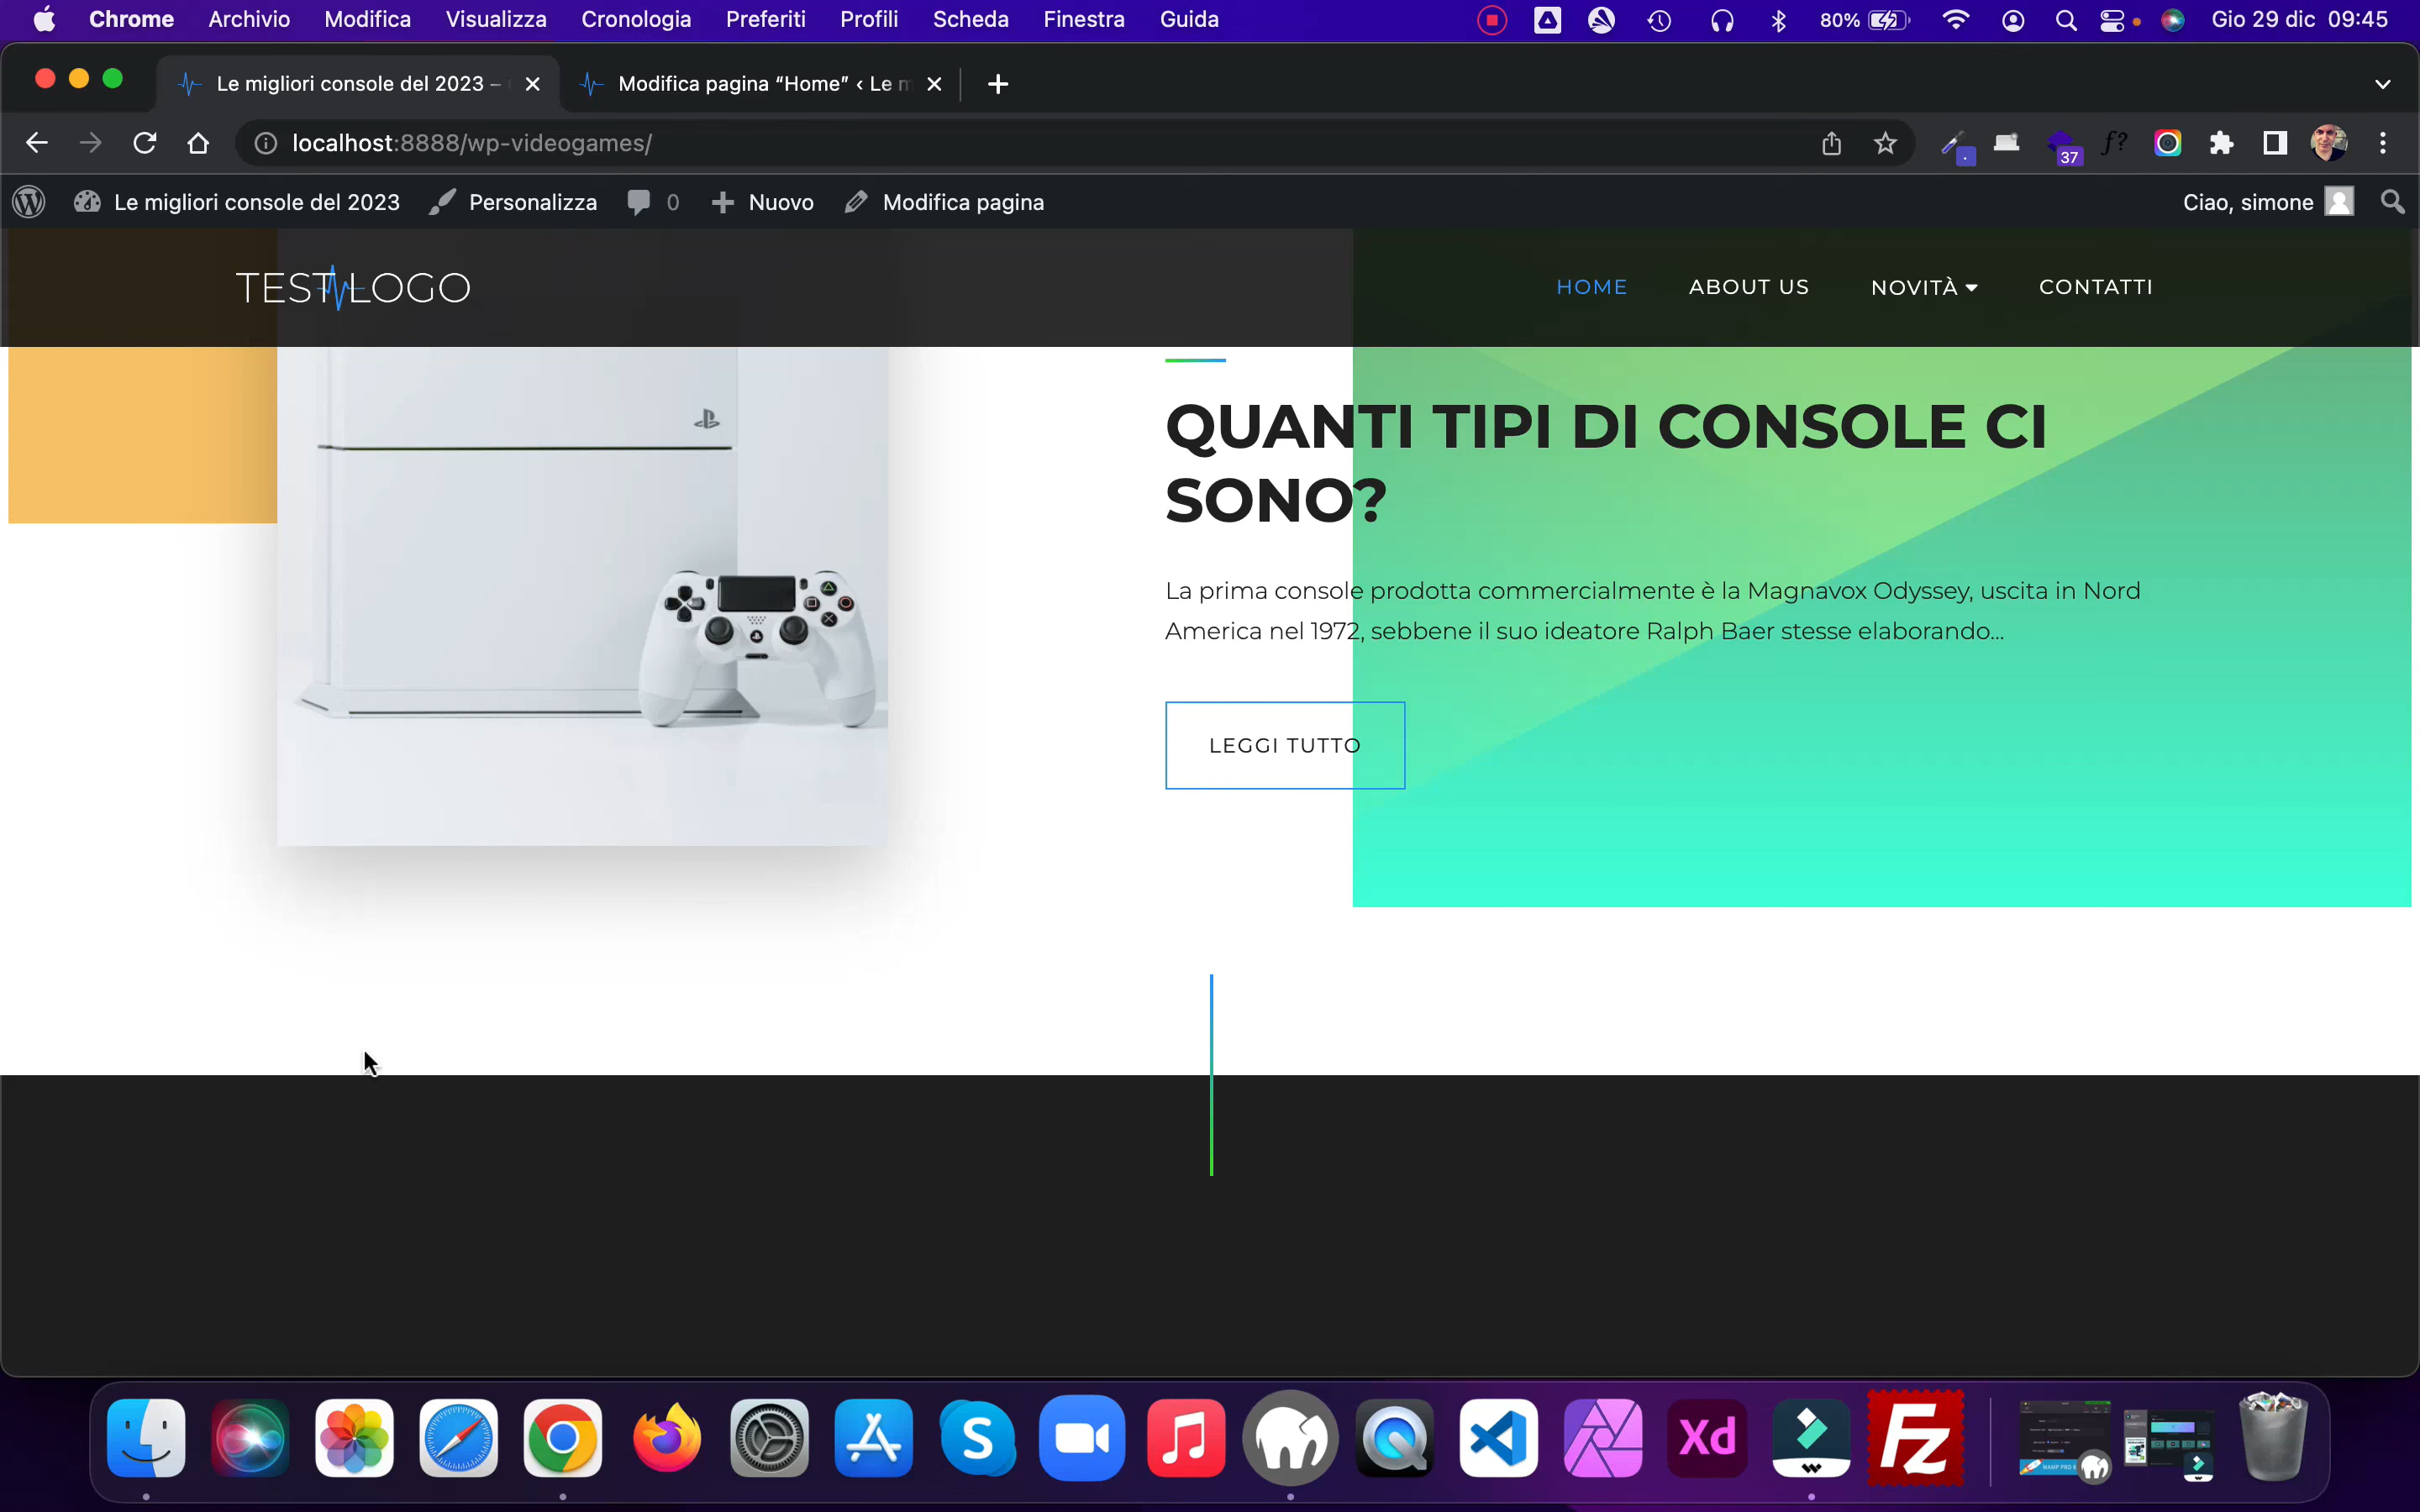 Chrome Archivio Modifica Visualizza Cronologia Preferiti Profili Scheda Finestra Guida 80% Gio 29 dic 09:45
Le migliori console del 2023 – Modifica pagina “Home” ‹ Le m
localhost:8888/wp-videogames/ f? 37
Le migliori console del 2023 Personalizza 0 Nuovo Modifica pagina Ciao, simone
TEST LOGO HOME ABOUT US NOVITÀ CONTATTI
QUANTI TIPI DI CONSOLE CI
SONO?
La prima console prodotta commercialmente è la Magnavox Odyssey, uscita in Nord
America nel 1972, sebbene il suo ideatore Ralph Baer stesse elaborando...
LEGGI TUTTO
S Xd Fz